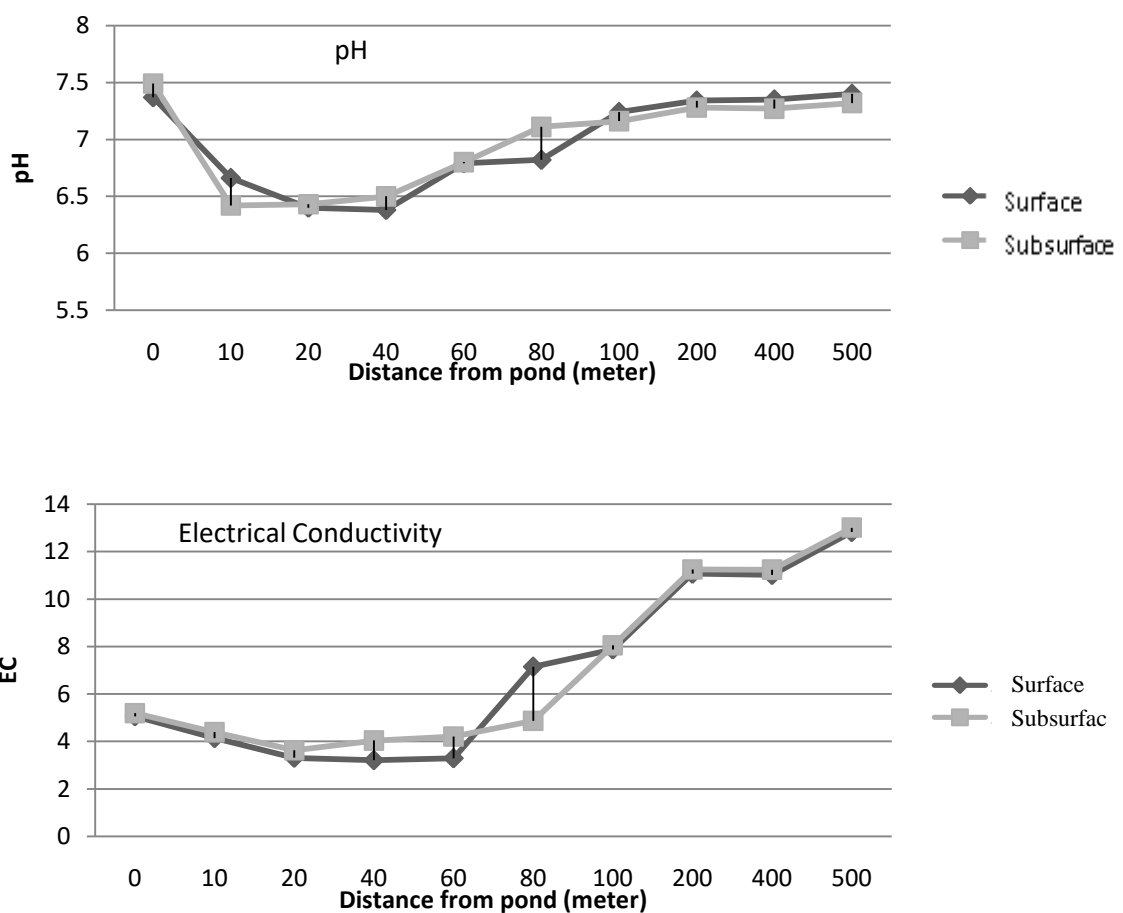 8
pH
7.5
7
pH
6.5
Surface
6
Subsurface
5.5
0 10 20 40 60 80 100 200 400 500
Distance from pond (meter)
14
Electrical Conductivity
12
10
8
EC
6
Surface
Subsurfac
4
2
0
0 10 20 40 60 80 100 200 400 500
Distance from pond (meter)